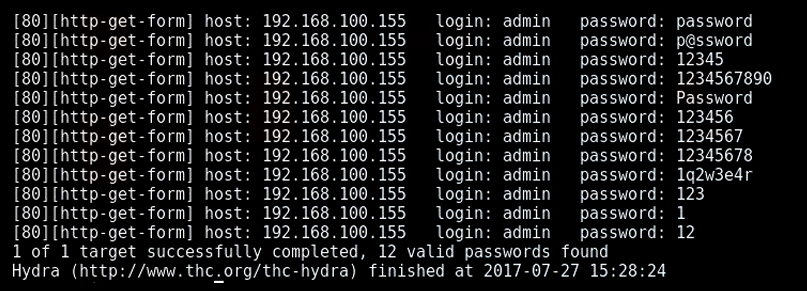 [80][http-get-form] host: 192.168.100.155   login: admin   password: password
[80][http-get-form] host: 192.168.100.155   login: admin   password: p@ssword
[80][http-get-form] host: 192.168.100.155   login: admin   password: 12345
[80][http-get-form] host: 192.168.100.155   login: admin   password: 1234567890
[80][http-get-form] host: 192.168.100.155   login: admin   password: Password
[80][http-get-form] host: 192.168.100.155   login: admin   password: 123456
[80][http-get-form] host: 192.168.100.155   login: admin   password: 1234567
[80][http-get-form] host: 192.168.100.155   login: admin   password: 12345678
[80][http-get-form] host: 192.168.100.155   login: admin   password: 1q2w3e4r
[80][http-get-form] host: 192.168.100.155   login: admin   password: 123
[80][http-get-form] host: 192.168.100.155   login: admin   password: 1
[80][http-get-form] host: 192.168.100.155   login: admin   password: 12
1 of 1 target successfully completed, 12 valid passwords found
Hydra (http://www.thc.org/thc-hydra) finished at 2017-07-27 15:28:24